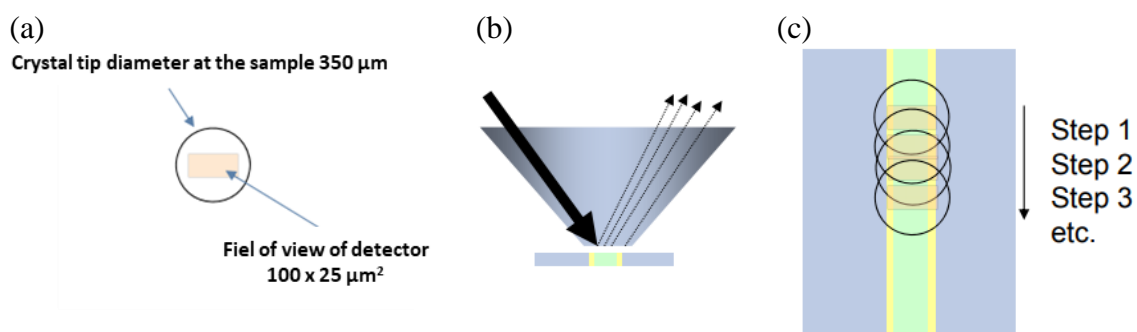 (a)
Crystal tip diameter at the sample 350 µm
Fiel of view of detector
100 x 25 µm²
(b)
(c)
Step 1
Step 2
Step 3
etc.